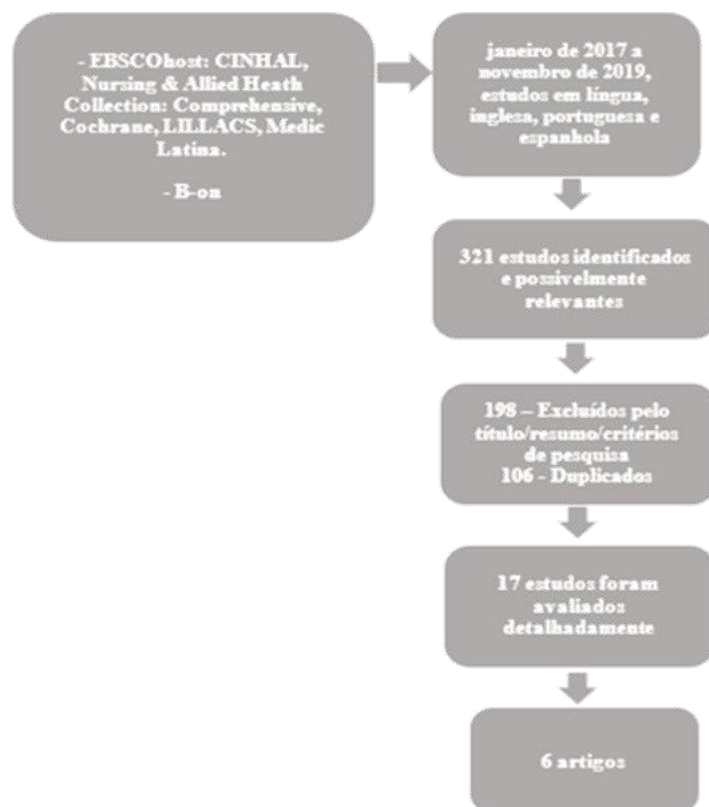 - EBSCOhost: CINHAL,
Nursing & Allied Heath
Collection: Comprehensive,
Cochrane, LILLACS, Medic
Latina.
- B-on
janeiro de 2017 a
novembro de 2019,
estudos em língua,
inglesa, portuguesa e
espanhola
321 estudos identificados
e possivelmente
relevantes
198 – Excluídos pelo
título/resumo/critérios
de pesquisa
106 - Duplicados
17 estudos foram
avaliados
detalhadamente
6 artigos